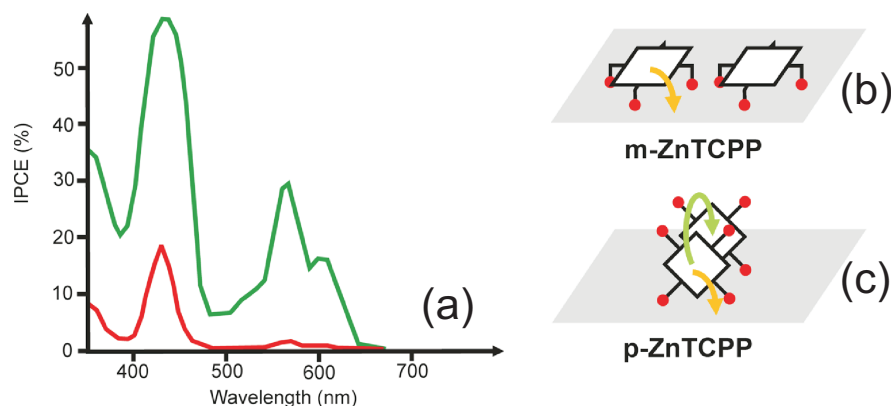 50
40
30
20
10
0
IPCE (%)
400
500
600
700
Wavelength (nm)
(a)
(b)
m-ZnTCPP
(c)
p-ZnTCPP